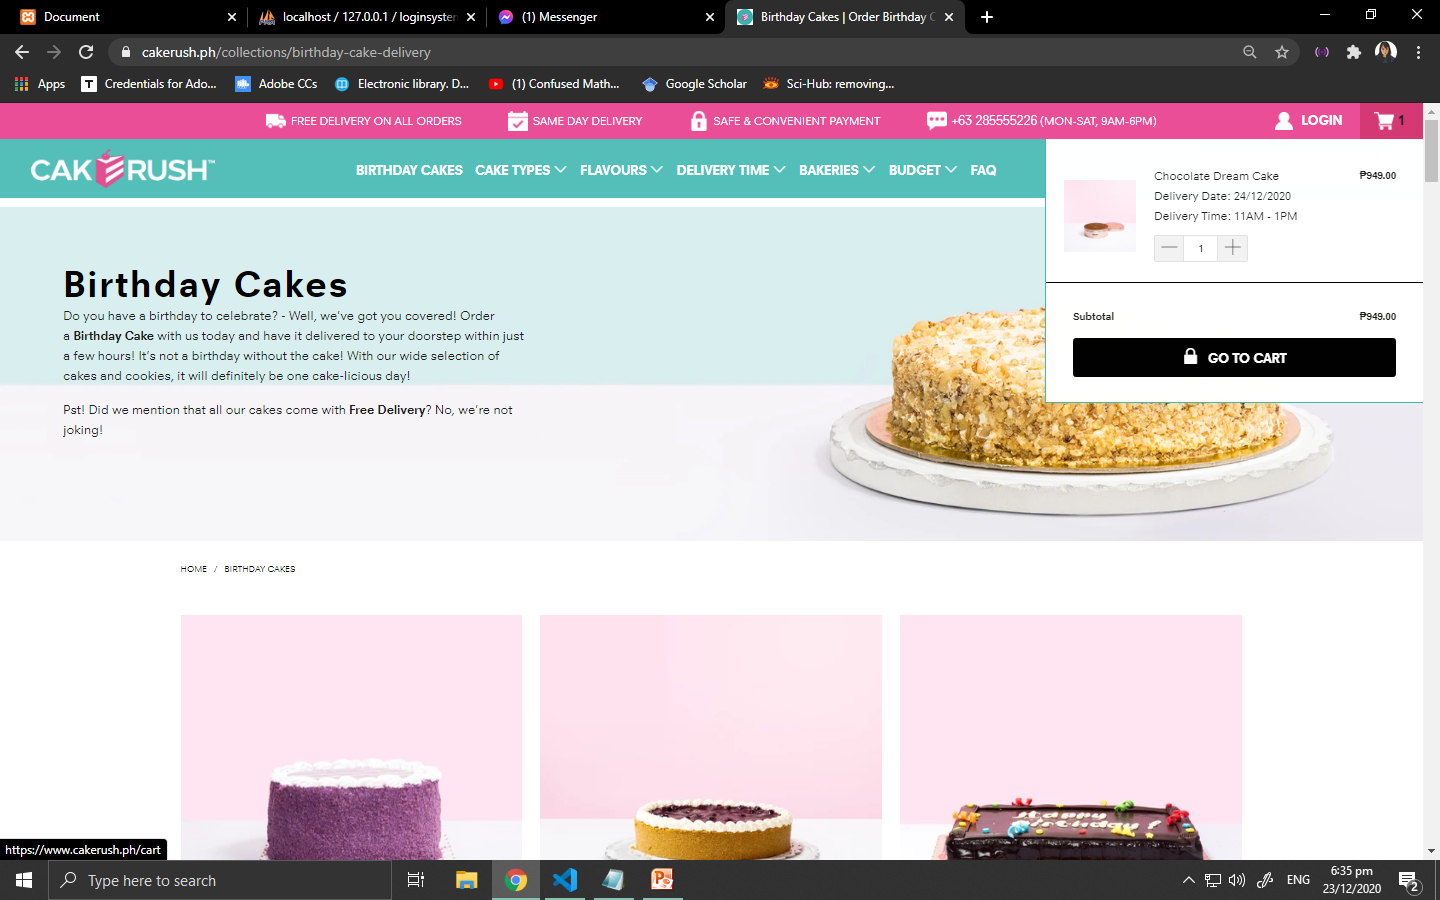 Document
localhost / 127.0.0.1 / loginsystem
(1) Messenger
Birthday Cakes | Order Birthday C
cakerush.ph/collections/birthday-cake-delivery
Apps
Credentials for Ado...
Adobe CCs
Electronic library. D...
(1) Confused Math...
Google Scholar
Sci-Hub: removing...
FREE DELIVERY ON ALL ORDERS
SAME DAY DELIVERY
SAFE & CONVENIENT PAYMENT
+63 285555226 (MON-SAT, 9AM-6PM)
LOGIN
1
CAKERUSH™
BIRTHDAY CAKES
CAKE TYPES
FLAVOURS
DELIVERY TIME
BAKERIES
BUDGET
FAQ
Chocolate Dream Cake
₱949.00
Delivery Date: 24/12/2020
Delivery Time: 11AM - 1PM
1
Subtotal
₱949.00
GO TO CART
Birthday Cakes
Do you have a birthday to celebrate? - Well, we've got you covered! Order
a Birthday Cake with us today and have it delivered to your doorstep within just
a few hours! It's not a birthday without the cake! With our wide selection of
cakes and cookies, it will definitely be one cake-licious day!
Pst! Did we mention that all our cakes come with Free Delivery? No, we're not
joking!
HOME / BIRTHDAY CAKES
Happy
Birthday !
https://www.cakerush.ph/cart
Type here to search
ENG
6:35 pm
23/12/2020
2